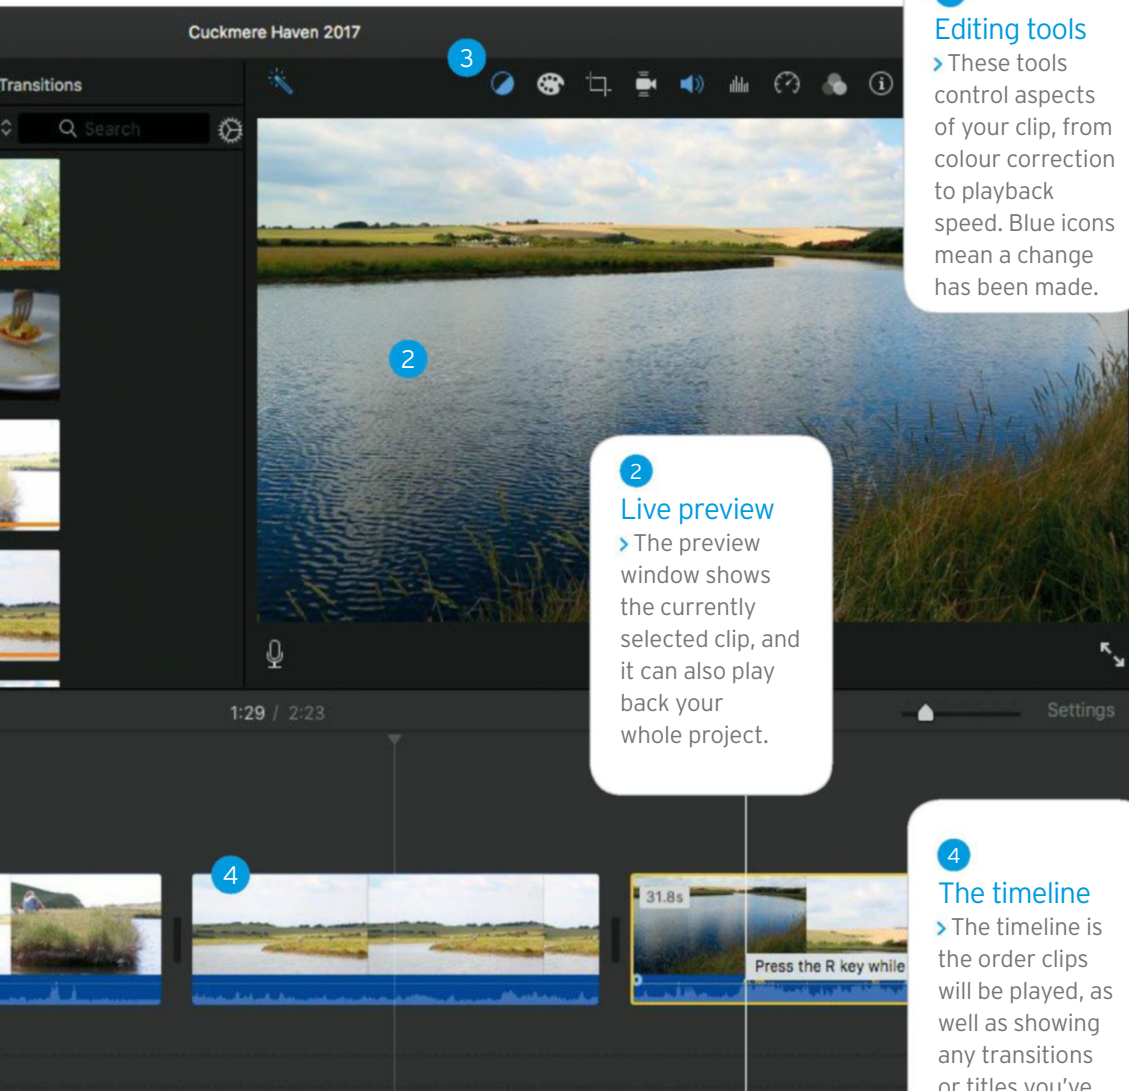 Cuckmere Haven 2017
3
Transitions
Search
2
1:29 / 2:23
Settings
4
31.8s
Press the R key while
Editing tools
> These tools
control aspects
of your clip, from
colour correction
to playback
speed. Blue icons
mean a change
has been made.
2
Live preview
> The preview
window shows
the currently
selected clip, and
it can also play
back your
whole project.
4
The timeline
> The timeline is
the order clips
will be played, as
well as showing
any transitions
or titles you've